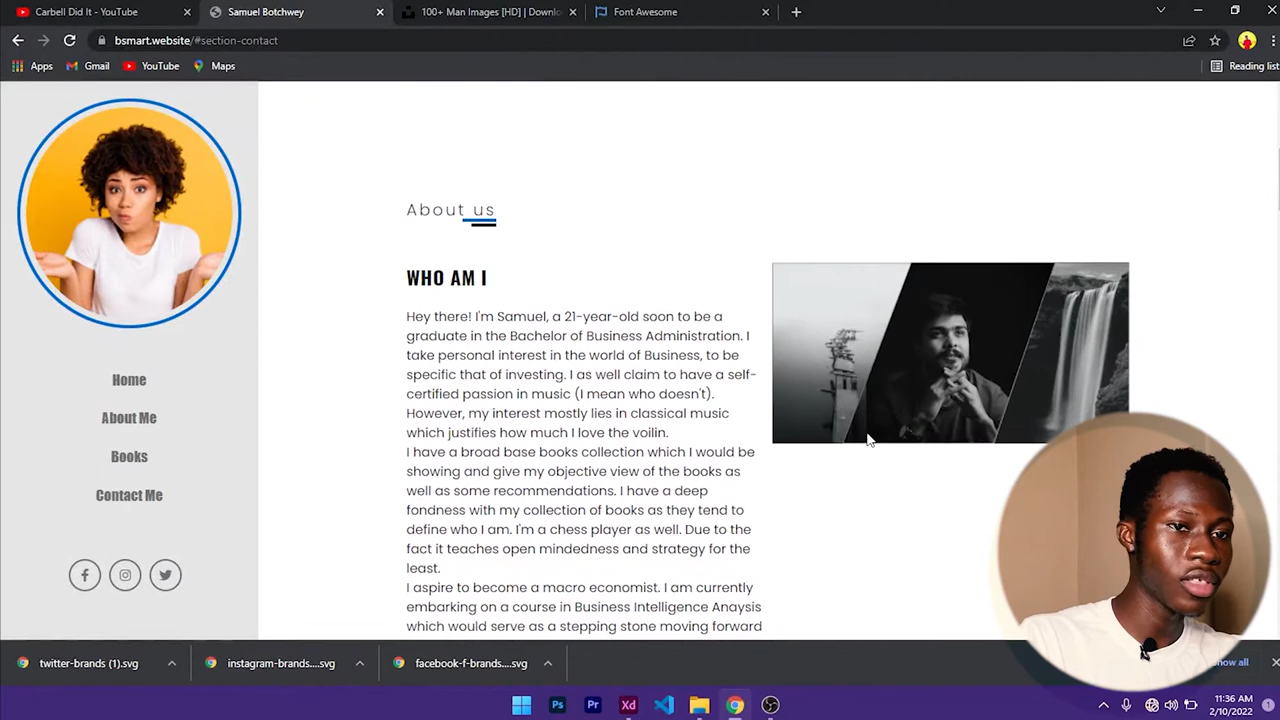 Carbell Did It - YouTube
Samuel Botchwey
100+ Man Images [HD] | Downlo
Font Awesome
bsmart.website/#section-contact
Apps
Gmail
YouTube
Maps
Reading list
About us
WHO AM I
Hey there! I'm Samuel, a 21-year-old soon to be a
graduate in the Bachelor of Business Administration. I
take personal interest in the world of Business, to be
specific that of investing. I as well claim to have a self-
certified passion in music (I mean who doesn't).
However, my interest mostly lies in classical music
which justifies how much I love the voilin.
I have a broad base books collection which I would be
showing and give my objective view of the books as
well as some recommendations. I have a deep
fondness with my collection of books as they tend to
define who I am. I'm a chess player as well. Due to the
fact it teaches open mindedness and strategy for the
least.
I aspire to become a macro economist. I am currently
embarking on a course in Business Intelligence Anaysis
which would serve as a stepping stone moving forward
Home
About Me
Books
Contact Me
twitter-brands (1).svg
instagram-brands....svg
facebook-f-brands....svg
how all
Ps
Pr
Xd
11:36 AM
2/10/2022
1